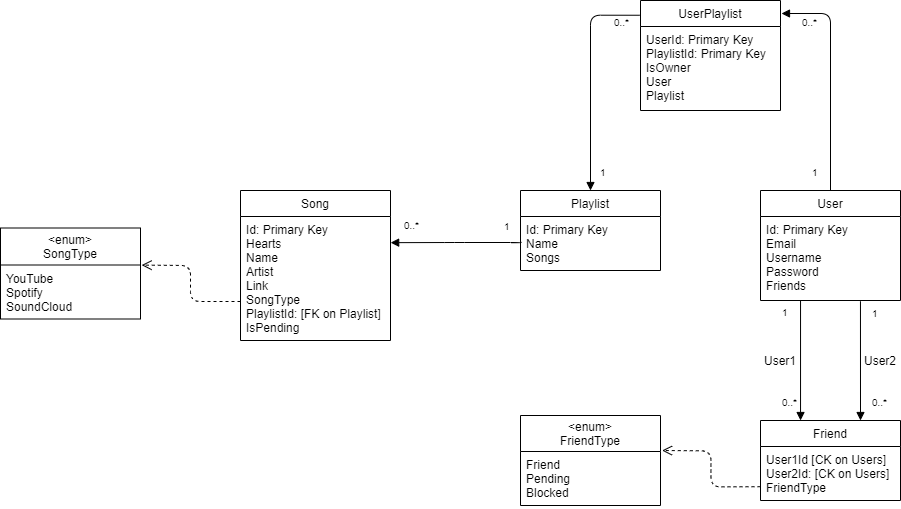 UserPlaylist
0..*
0..*
UserId: Primary Key
PlaylistId: Primary Key
IsOwner
User
Playlist
1
1
Song
Id: Primary Key
Hearts
Name
Artist
Link
SongType
PlaylistId: [FK on Playlist]
IsPending
0..*
1
Playlist
Id: Primary Key
Name
Songs
User
Id: Primary Key
Email
Username
Password
Friends
<enum>
SongType
YouTube
Spotify
SoundCloud
1
1
User1
User2
0..*
0..*
<enum>
FriendType
Friend
Pending
Blocked
Friend
User1Id [CK on Users]
User2Id: [CK on Users]
FriendType